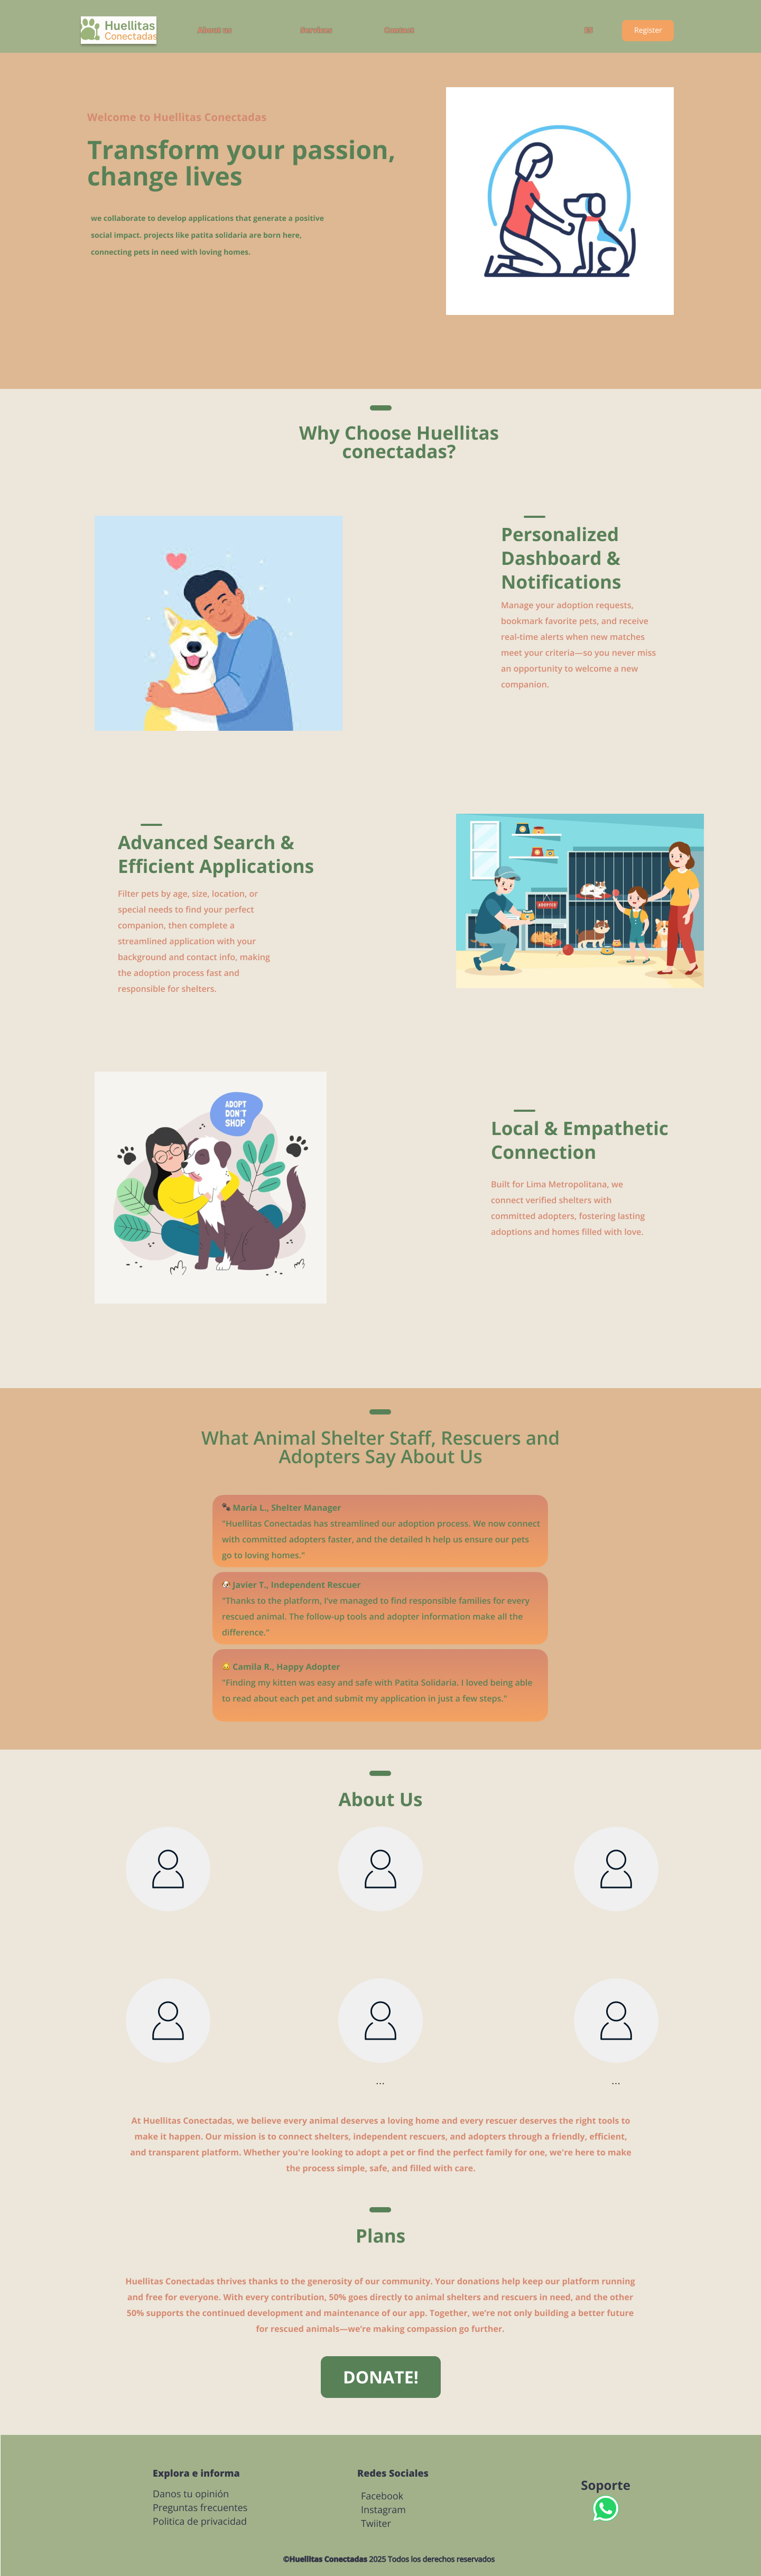 Huellitas
Conectadas
About us
Services
Contact
ES
Register
Welcome to Huellitas Conectadas
Transform your passion,
change lives
we collaborate to develop applications that generate a positive
social impact. projects like patita solidaria are born here,
connecting pets in need with loving homes.
Why Choose Huellitas
conectadas?
Personalized
Dashboard &
Notifications
Manage your adoption requests,
bookmark favorite pets, and receive
real-time alerts when new matches
meet your criteria—so you never miss
an opportunity to welcome a new
companion.
Advanced Search &
Efficient Applications
Filter pets by age, size, location, or
special needs to find your perfect
companion, then complete a
streamlined application with your
background and contact info, making
the adoption process fast and
responsible for shelters.
ADOPTED
ADOPT
DON'T
SHOP
Local & Empathetic
Connection
Built for Lima Metropolitana, we
connect verified shelters with
committed adopters, fostering lasting
adoptions and homes filled with love.
What Animal Shelter Staff, Rescuers and
Adopters Say About Us
🐾 María L., Shelter Manager
"Huellitas Conectadas has streamlined our adoption process. We now connect
with committed adopters faster, and the detailed h help us ensure our pets
go to loving homes."
🐶 Javier T., Independent Rescuer
"Thanks to the platform, I've managed to find responsible families for every
rescued animal. The follow-up tools and adopter information make all the
difference."
Camila R., Happy Adopter
"Finding my kitten was easy and safe with Patita Solidaria. I loved being able
to read about each pet and submit my application in just a few steps."
About Us
...
...
At Huellitas Conectadas, we believe every animal deserves a loving home and every rescuer deserves the right tools to
make it happen. Our mission is to connect shelters, independent rescuers, and adopters through a friendly, efficient,
and transparent platform. Whether you're looking to adopt a pet or find the perfect family for one, we're here to make
the process simple, safe, and filled with care.
Plans
Huellitas Conectadas thrives thanks to the generosity of our community. Your donations help keep our platform running
and free for everyone. With every contribution, 50% goes directly to animal shelters and rescuers in need, and the other
50% supports the continued development and maintenance of our app. Together, we're not only building a better future
for rescued animals—we're making compassion go further.
DONATE!
Explora e informa
Danos tu opinión
Preguntas frecuentes
Politica de privacidad
Redes Sociales
Facebook
Instagram
Twiiter
Soporte
©Huellitas Conectadas 2025 Todos los derechos reservados